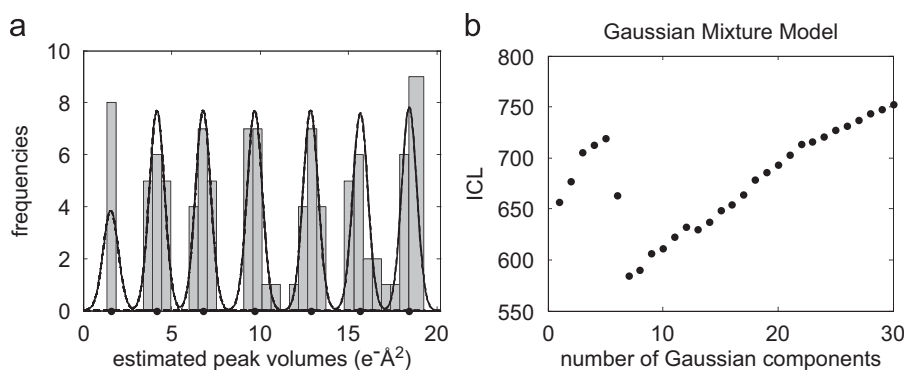 a
b
Gaussian Mixture Model
10
8
6
4
2
0
frequencies
0 5 10 15 20
estimated peak volumes (e⁻Å²)
800
750
700
650
600
550
ICL
0 10 20 30
number of Gaussian components